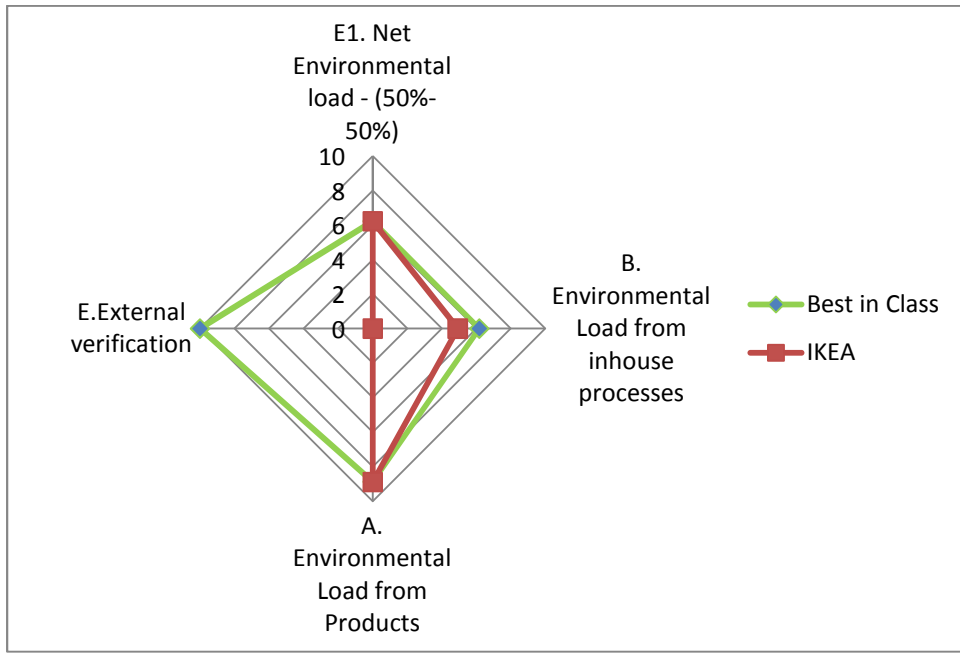 E1. Net
Environmental
load - (50%-
50%)
10
8
6
4
2
0
B.
Environmental
Load from
inhouse
processes
A.
Environmental
Load from
Products
E.External
verification
Best in Class
IKEA